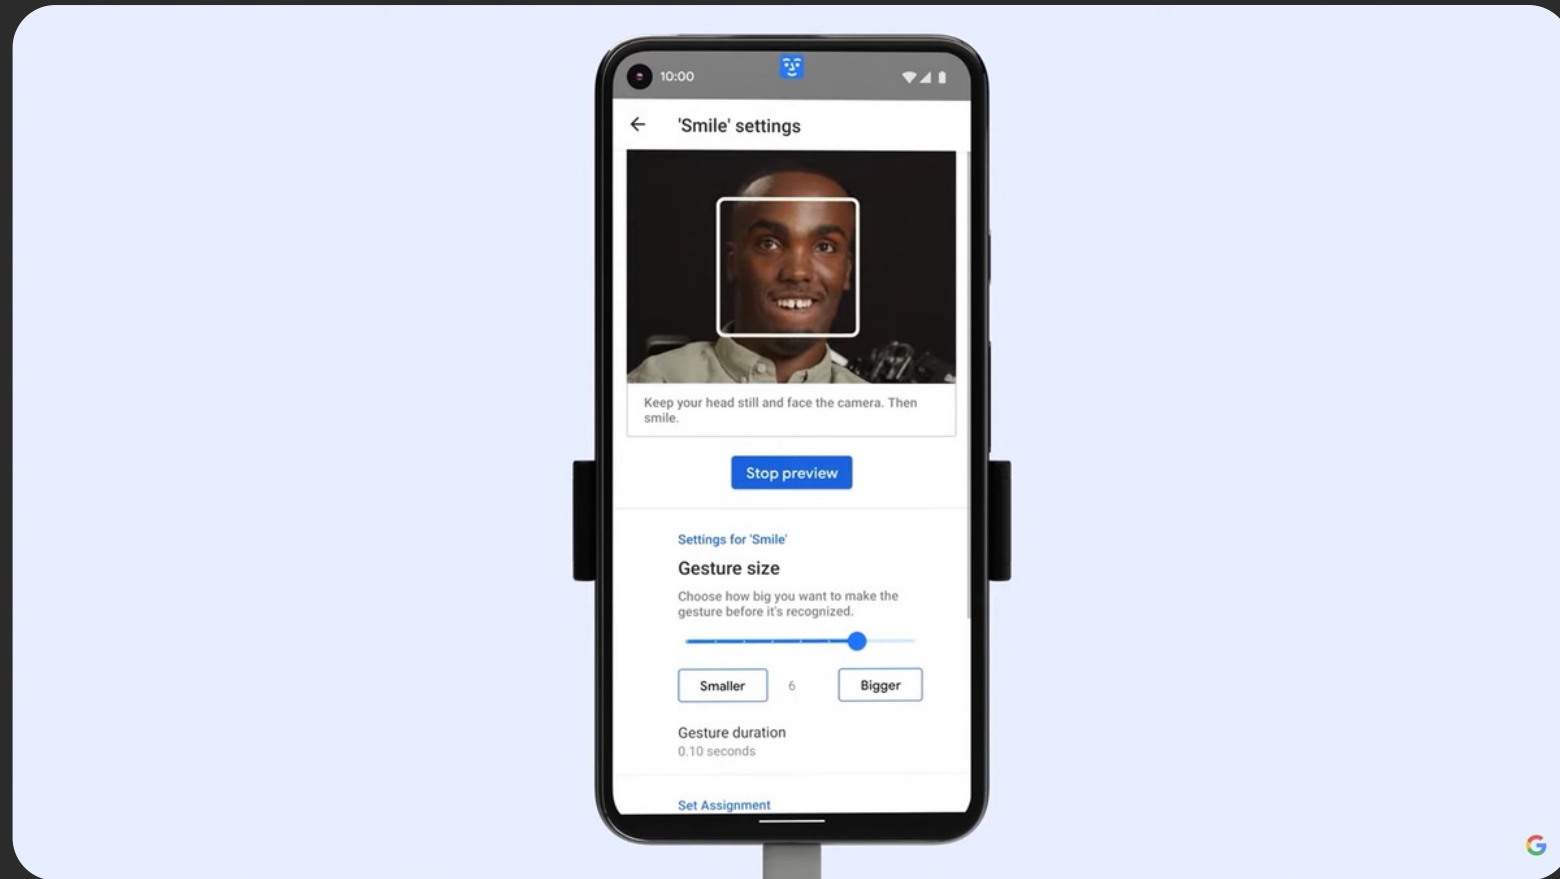 10:00
'Smile' settings
Keep your head still and face the camera. Then
smile.
Stop preview
Settings for 'Smile'
Gesture size
Choose how big you want to make the
gesture before it's recognized.
Smaller 6 Bigger
Gesture duration
0.10 seconds
Set Assignment